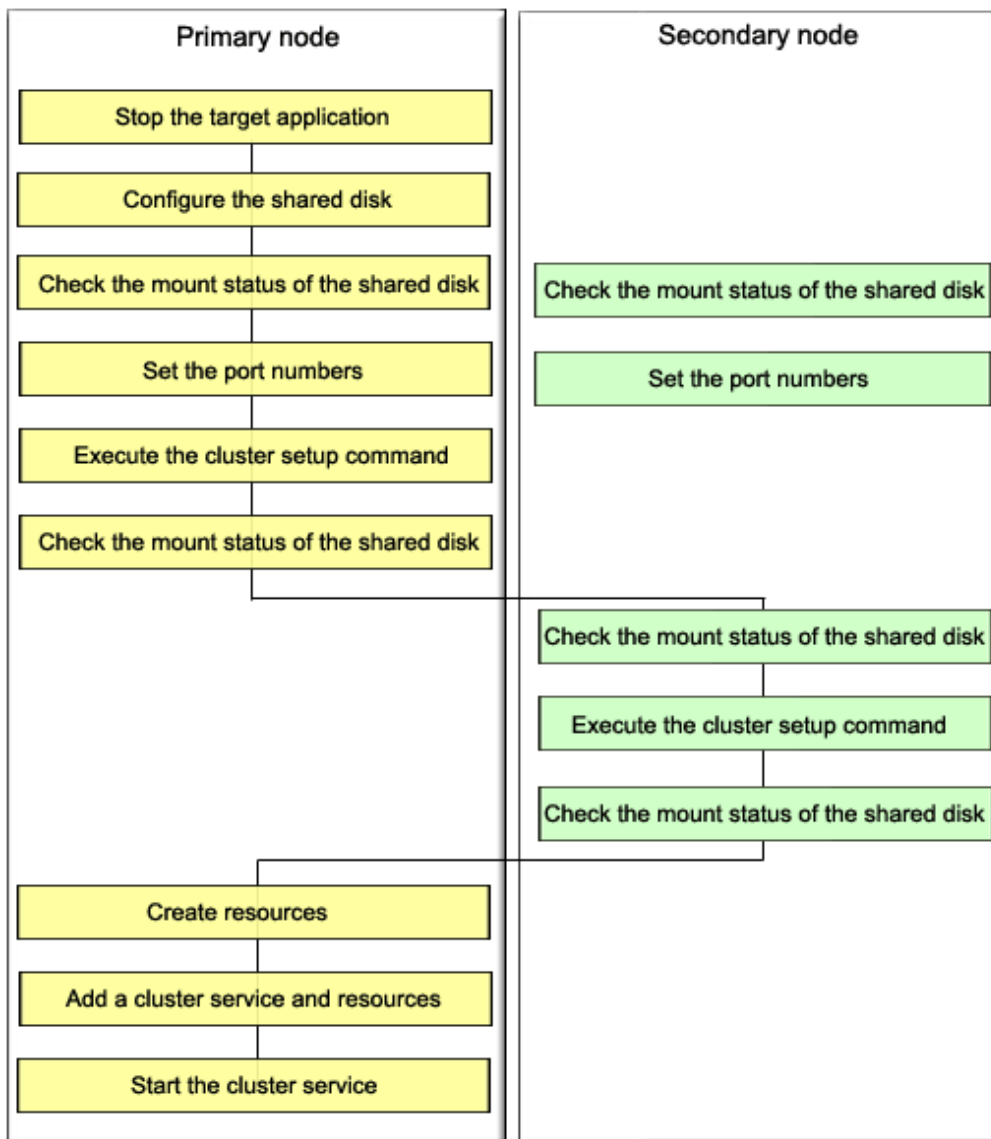 Primary node
Secondary node
Stop the target application
Configure the shared disk
Check the mount status of the shared disk
Check the mount status of the shared disk
Set the port numbers
Set the port numbers
Execute the cluster setup command
Check the mount status of the shared disk
Check the mount status of the shared disk
Execute the cluster setup command
Check the mount status of the shared disk
Create resources
Add a cluster service and resources
Start the cluster service